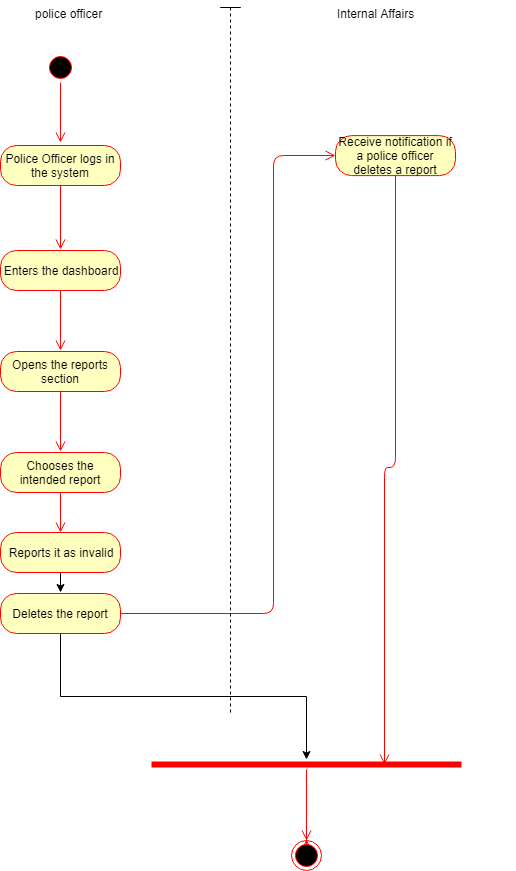 police officer
Internal Affairs
Police Officer logs in
the system
Receive notification if
a police officer
deletes a report
Enters the dashboard
Opens the reports
section
Chooses the
intended report
Reports it as invalid
Deletes the report